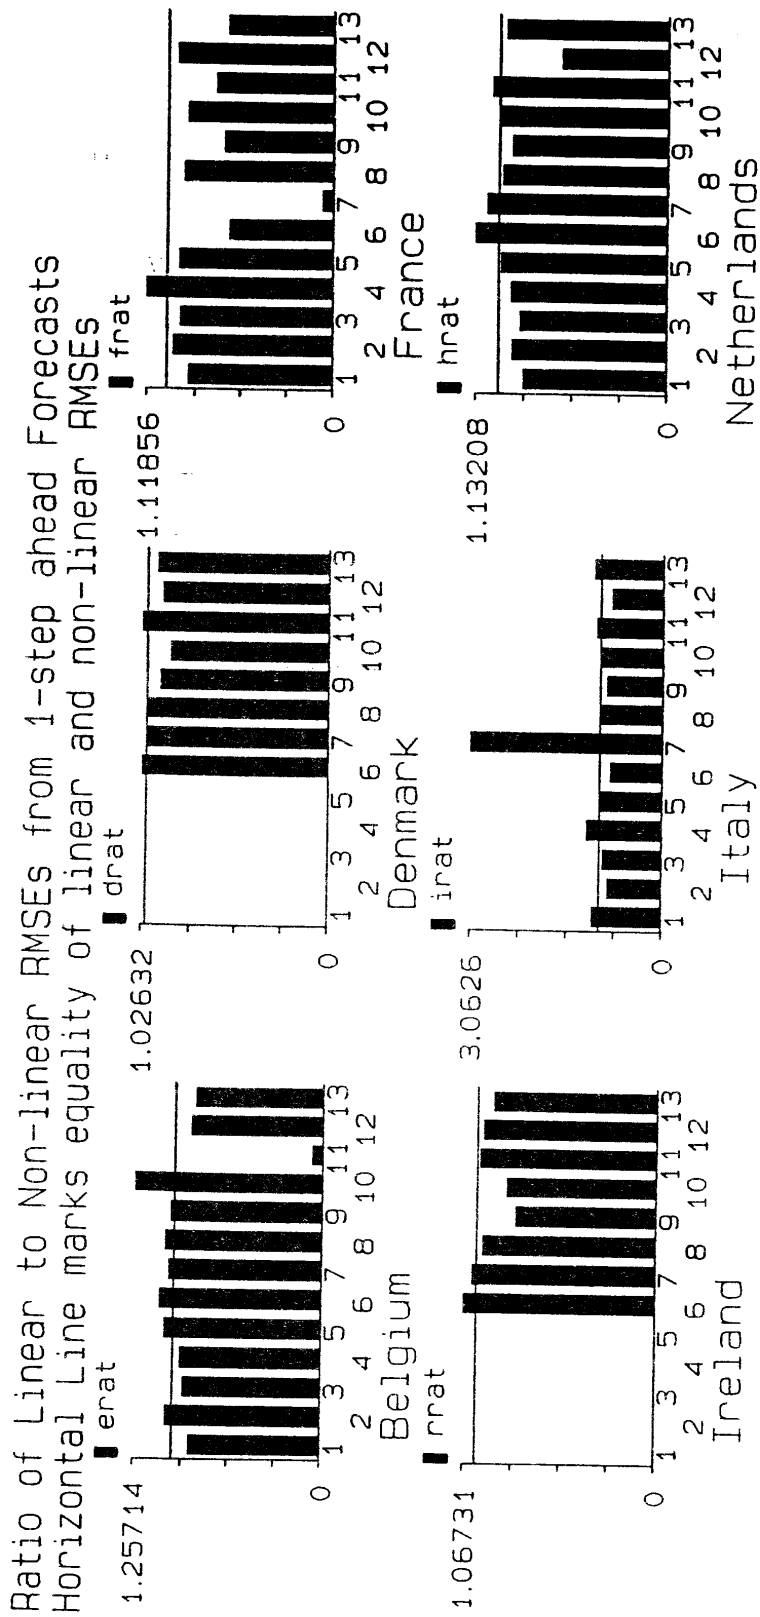 Ratio of Linear to Non-linear RMSEs from 1-step ahead Forecasts
Horizontal Line marks equality of linear and non-linear RMSEs
erat
1.25714
0
1 2 3 4 5 6 7 8 9 10 11 12 13
Belgium
drat
1.02632
0
1 2 3 4 5 6 7 8 9 10 11 12 13
Denmark
frat
1.11856
0
1 2 3 4 5 6 7 8 9 10 11 12 13
France
rrat
1.06731
0
1 2 3 4 5 6 7 8 9 10 11 12 13
Ireland
irat
3.0626
0
1 2 3 4 5 6 7 8 9 10 11 12 13
Italy
hrat
1.13208
0
1 2 3 4 5 6 7 8 9 10 11 12 13
Netherlands